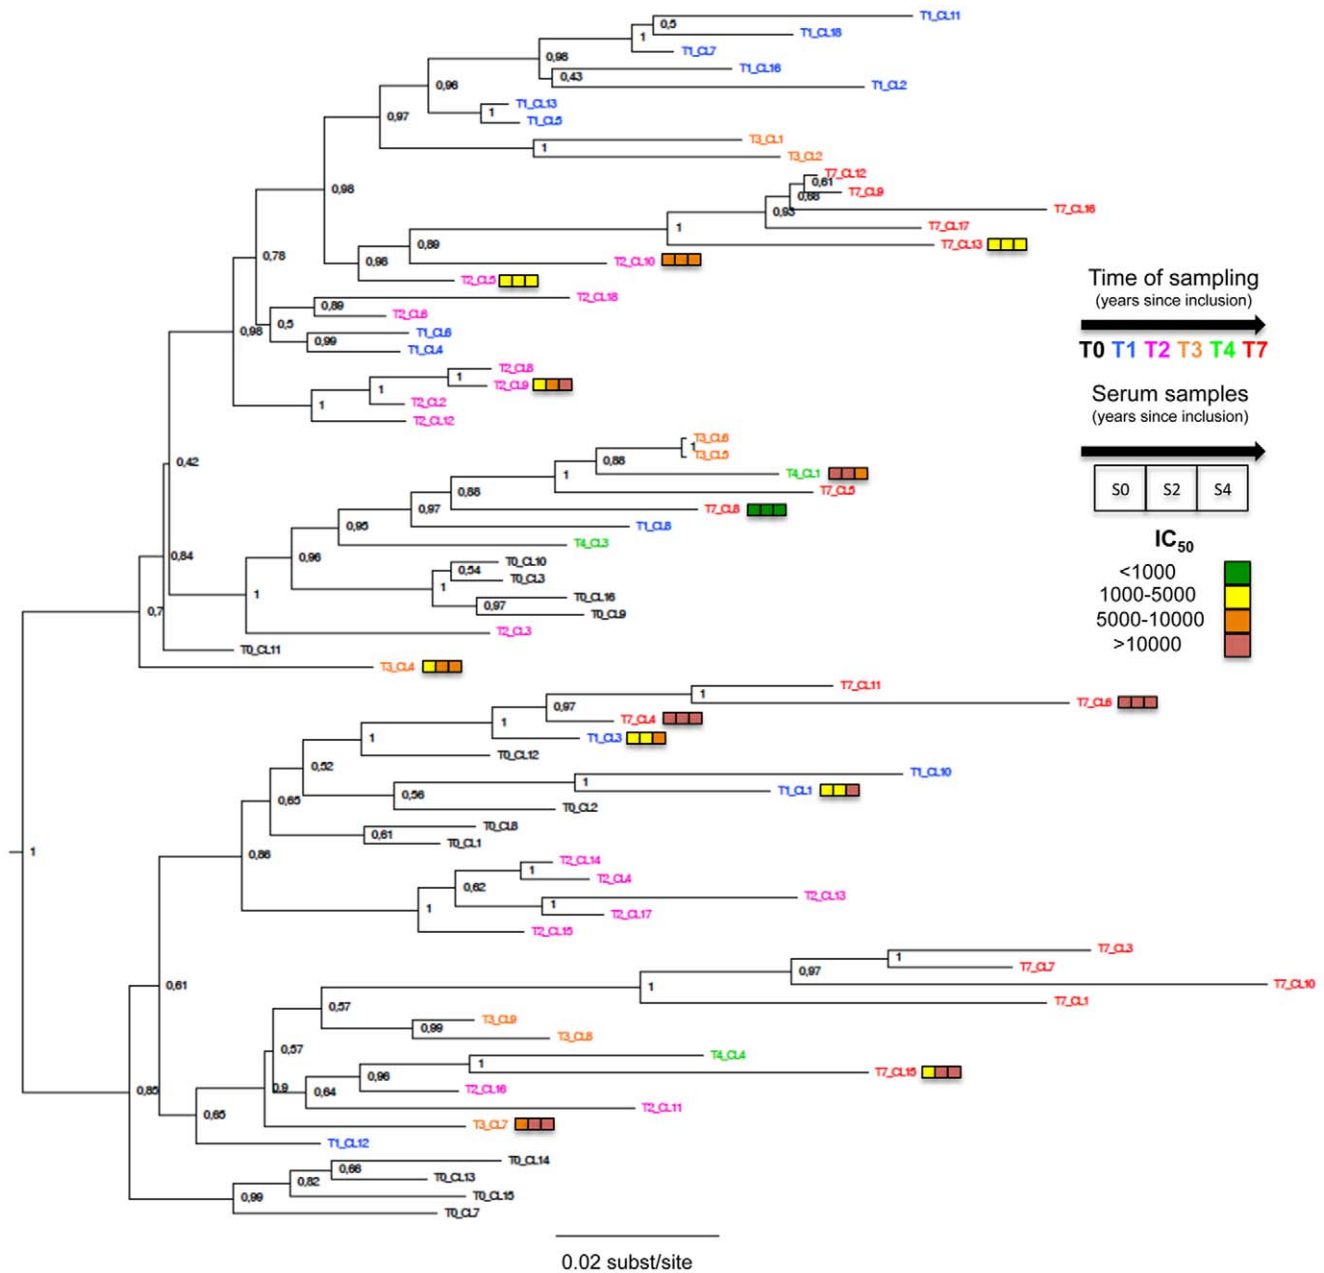 T1_CL11
0,5
T1_CL18
1
T1_CL7
0,98
T1_CL16
0,43
T1_CL2
0,96
T1_CL13
1
T1_CL5
0,97
T3_CL1
1
T3_CL2
T7_CL12
0,61
T7_CL9
0,98
0,68
T7_CL16
0,93
T7_CL17
1
T7_CL13
0,89
T2_CL10
0,78
0,98
T2_CL5
T2_CL18
0,89
T2_CL6
0,5
T1_CL6
0,98
0,99
T1_CL4
T2_CL8
1
T2_CL9
1
T2_CL2
1
T2_CL12
T3_CL6
1
T3_CL5
0,42
0,88
T4_CL1
1
T7_CL5
0,88
T7_CL8
0,97
T1_CL8
0,95
T4_CL3
0,84
0,96
T0_CL10
0,54
T0_CL3
1
T0_CL16
1
0,97
T0_CL9
0,7
T2_CL3
T0_CL11
T3_CL4
T7_CL11
1
T7_CL6
0,97
T7_CL4
1
T1_CL3
1
T0_CL12
0,52
T1_CL10
1
T1_CL1
0,65
0,56
T0_CL2
T0_CL8
0,61
T0_CL1
1
0,86
T2_CL14
1
T2_CL4
0,62
T2_CL13
1
1
T2_CL17
T2_CL15
T7_CL3
1
T7_CL7
0,97
0,61
1
T7_CL10
T7_CL1
0,57
T3_CL9
0,99
T3_CL8
0,57
T4_CL4
1
T7_CL15
0,96
0,85
0,9
0,64
T2_CL16
T2_CL11
0,65
T3_CL7
T1_CL12
T0_CL14
0,66
T0_CL13
0,82
T0_CL15
0,99
T0_CL7
0.02 subst/site
Time of sampling
(years since inclusion)
T0 T1 T2 T3 T4 T7
Serum samples
(years since inclusion)
S0 S2 S4
IC50
<1000
1000-5000
5000-10000
>10000